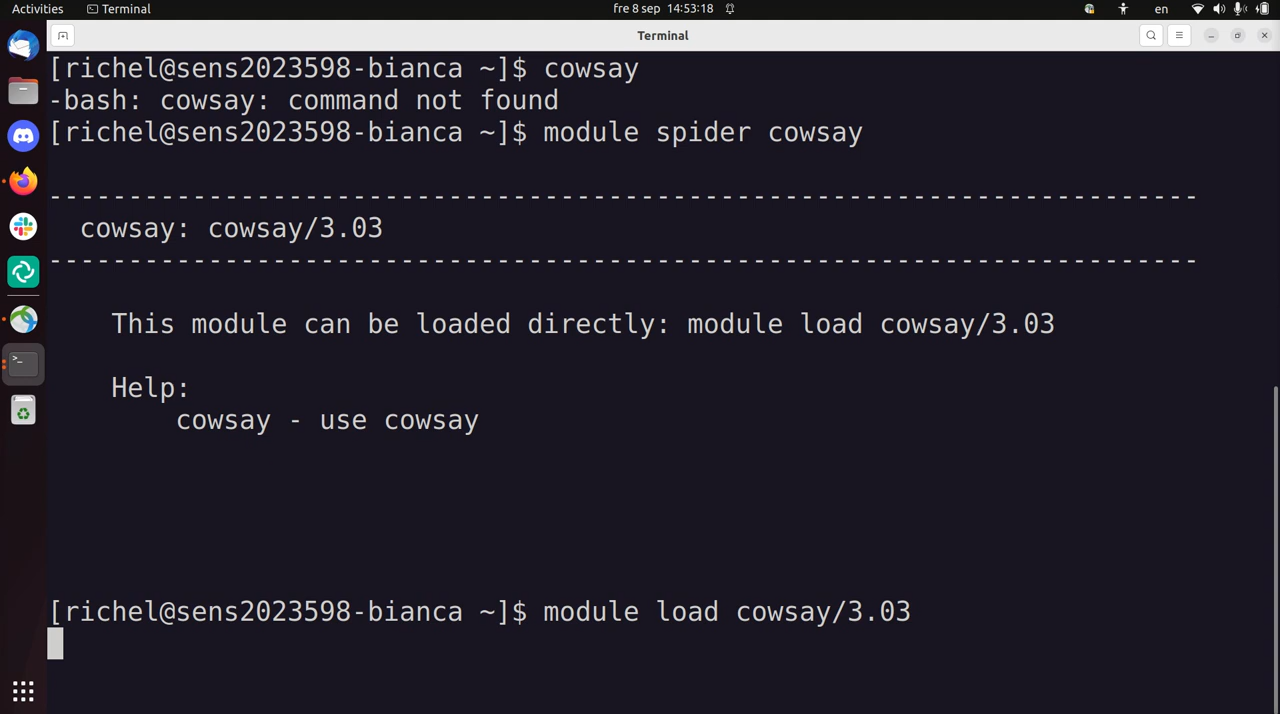 Activities Terminal fre 8 sep 14:53:18 en
Terminal
[richel@sens2023598-bianca ~]$ cowsay
-bash: cowsay: command not found
[richel@sens2023598-bianca ~]$ module spider cowsay
------------------------------------------------------------------------
cowsay: cowsay/3.03
------------------------------------------------------------------------
This module can be loaded directly: module load cowsay/3.03
Help:
cowsay - use cowsay
[richel@sens2023598-bianca ~]$ module load cowsay/3.03